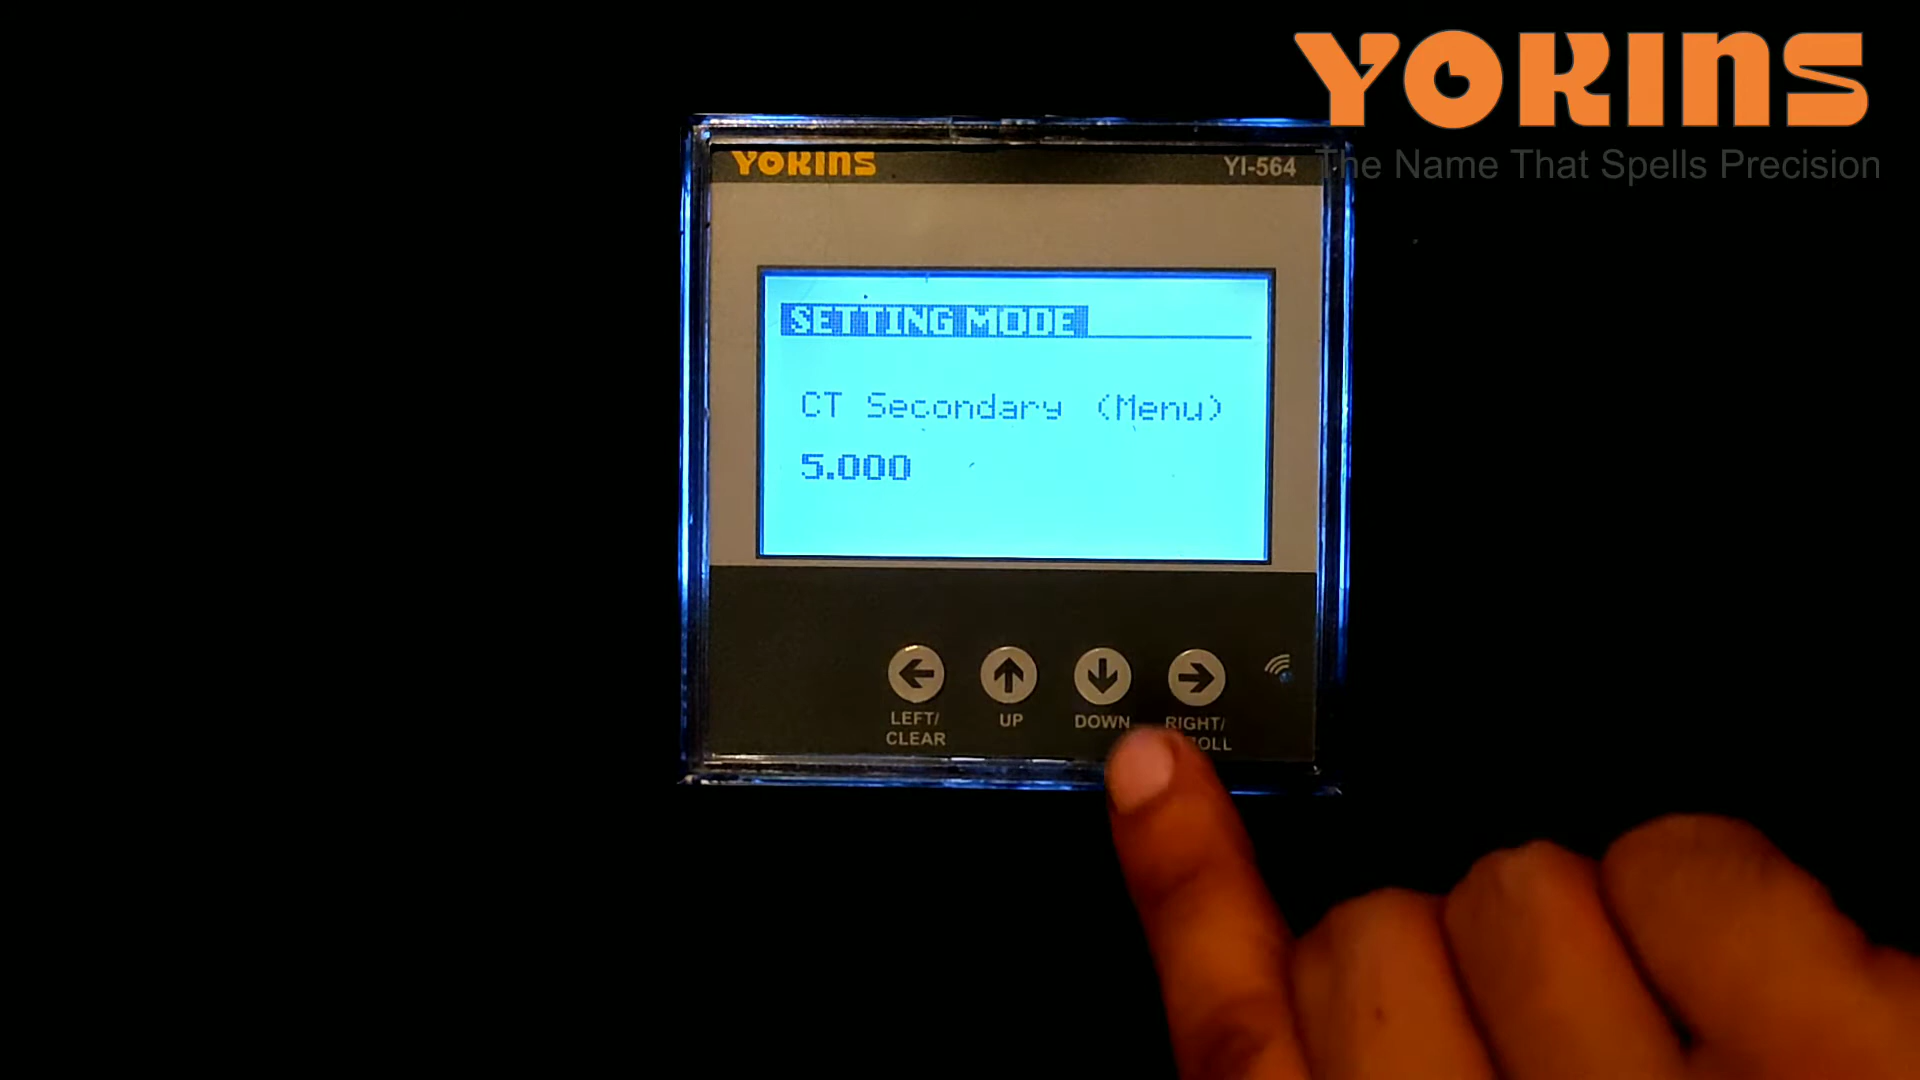 YOKINS
The Name That Spells Precision
YOKINS YI-564
SETTING MODE
CT Secondary (Menu)
5.000
LEFT/
CLEAR
UP
DOWN
RIGHT/